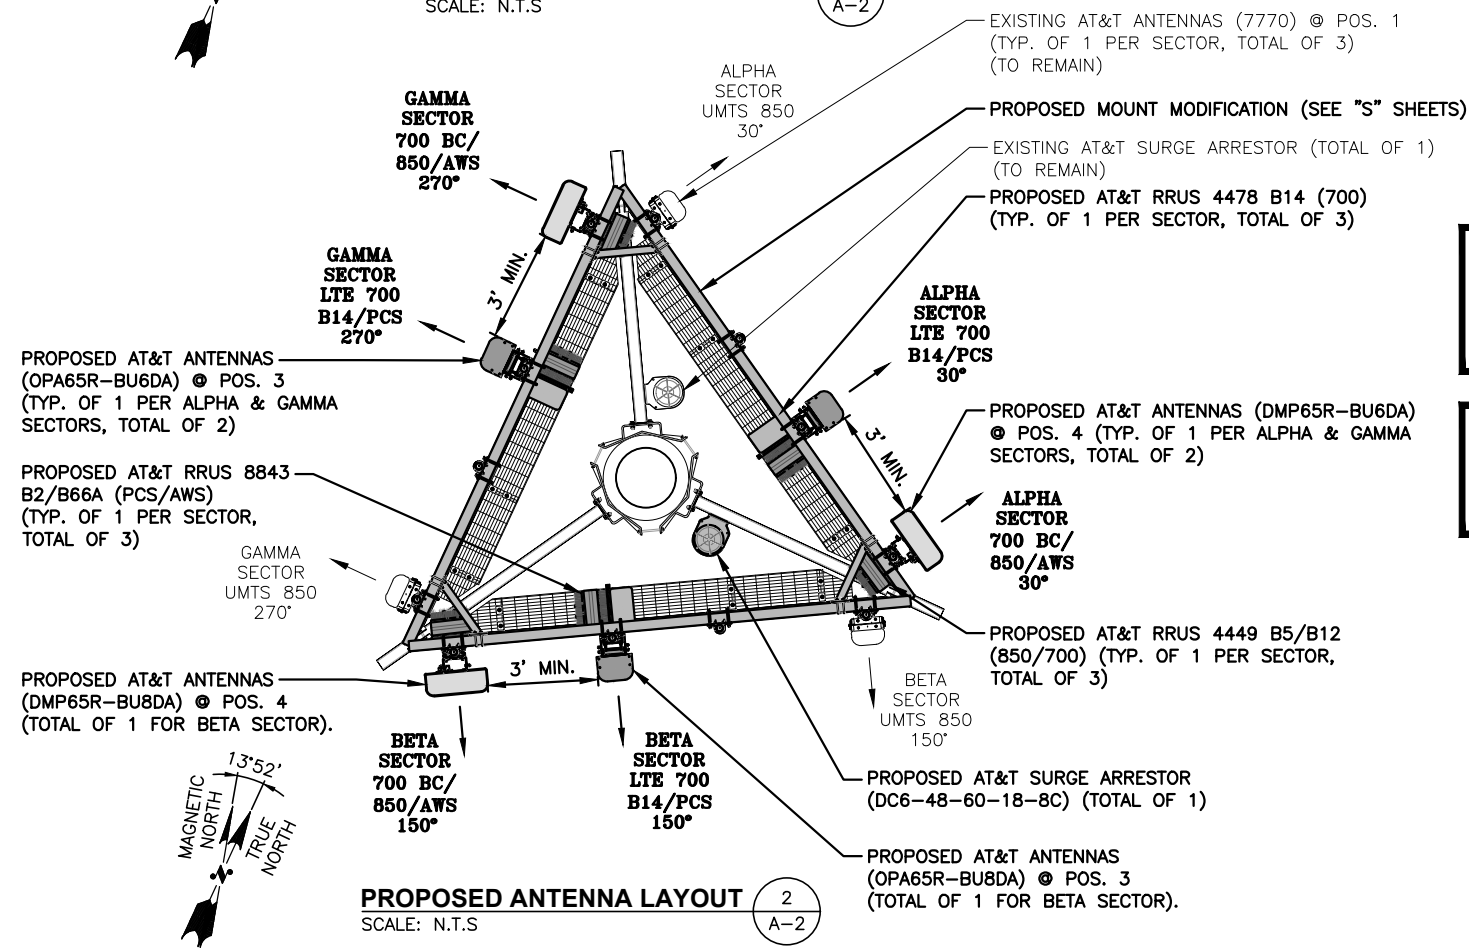 SCALE: N.T.S
A-2
EXISTING AT&T ANTENNAS (7770) @ POS. 1
(TYP. OF 1 PER SECTOR, TOTAL OF 3)
(TO REMAIN)
PROPOSED MOUNT MODIFICATION (SEE "S" SHEETS)
EXISTING AT&T SURGE ARRESTOR (TOTAL OF 1)
(TO REMAIN)
PROPOSED AT&T RRUS 4478 B14 (700)
(TYP. OF 1 PER SECTOR, TOTAL OF 3)
ALPHA
SECTOR
UMTS 850
30°
GAMMA
SECTOR
700 BC/
850/AWS
270°
3' MIN.
GAMMA
SECTOR
LTE 700
B14/PCS
270°
ALPHA
SECTOR
LTE 700
B14/PCS
30°
PROPOSED AT&T ANTENNAS
(OPA65R-BU6DA) @ POS. 3
(TYP. OF 1 PER ALPHA & GAMMA
SECTORS, TOTAL OF 2)
PROPOSED AT&T ANTENNAS (DMP65R-BU6DA)
@ POS. 4 (TYP. OF 1 PER ALPHA & GAMMA
SECTORS, TOTAL OF 2)
3' MIN.
PROPOSED AT&T RRUS 8843
B2/B66A (PCS/AWS)
(TYP. OF 1 PER SECTOR,
TOTAL OF 3)
ALPHA
SECTOR
700 BC/
850/AWS
30°
GAMMA
SECTOR
UMTS 850
270°
PROPOSED AT&T RRUS 4449 B5/B12
(850/700) (TYP. OF 1 PER SECTOR,
TOTAL OF 3)
PROPOSED AT&T ANTENNAS
(DMP65R-BU8DA) @ POS. 4
(TOTAL OF 1 FOR BETA SECTOR).
3' MIN.
BETA
SECTOR
UMTS 850
150°
BETA
SECTOR
700 BC/
850/AWS
150°
BETA
SECTOR
LTE 700
B14/PCS
150°
PROPOSED AT&T SURGE ARRESTOR
(DC6-48-60-18-8C) (TOTAL OF 1)
13°52'
MAGNETIC
NORTH
TRUE
NORTH
N
PROPOSED AT&T ANTENNAS
(OPA65R-BU8DA) @ POS. 3
(TOTAL OF 1 FOR BETA SECTOR).
PROPOSED ANTENNA LAYOUT
2
SCALE: N.T.S
A-2